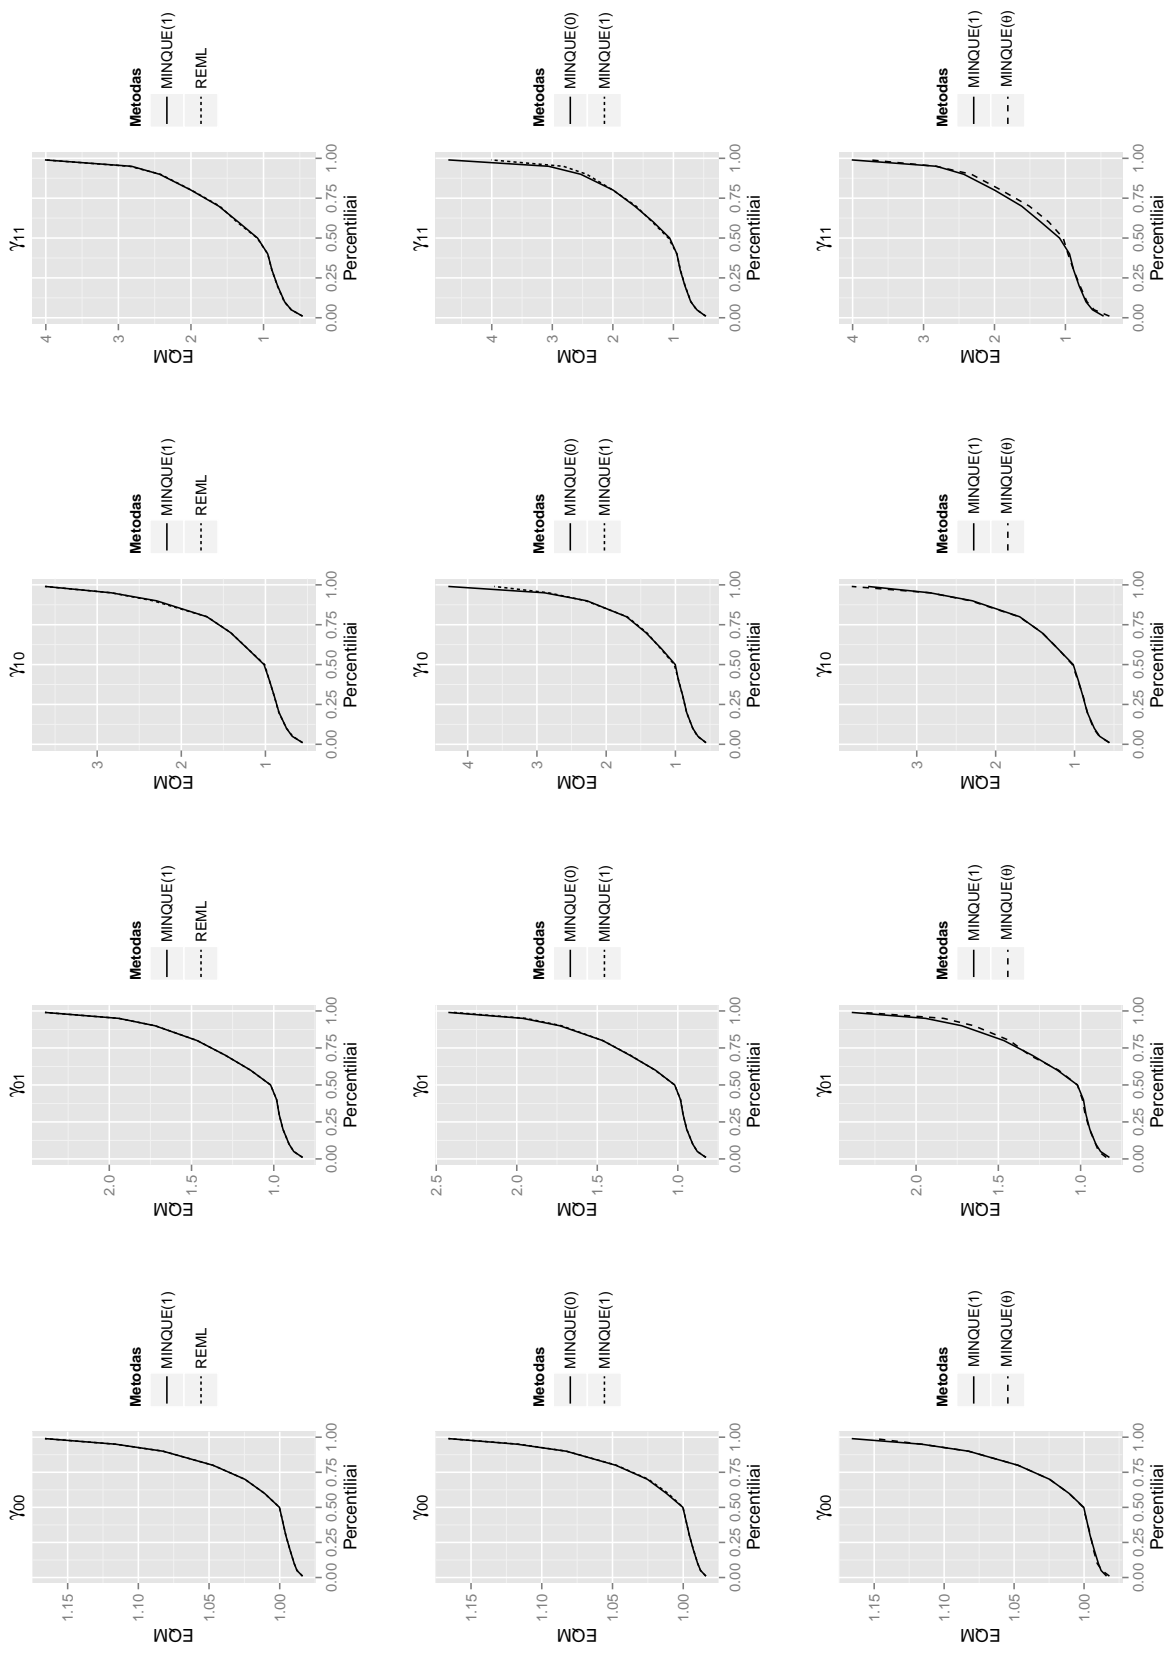 γ00
1.15
1.10
1.05
1.00
EQM
0.00 0.25 0.50 0.75 1.00
Percentiliai
Metodas
MINQUE(1)
REML
γ01
2.0
1.5
1.0
EQM
0.00 0.25 0.50 0.75 1.00
Percentiliai
Metodas
MINQUE(1)
REML
γ10
3
2
1
EQM
0.00 0.25 0.50 0.75 1.00
Percentiliai
Metodas
MINQUE(1)
REML
γ11
4
3
2
1
EQM
0.00 0.25 0.50 0.75 1.00
Percentiliai
Metodas
MINQUE(1)
REML
γ00
1.15
1.10
1.05
1.00
EQM
0.00 0.25 0.50 0.75 1.00
Percentiliai
Metodas
MINQUE(0)
MINQUE(1)
γ01
2.5
2.0
1.5
1.0
EQM
0.00 0.25 0.50 0.75 1.00
Percentiliai
Metodas
MINQUE(0)
MINQUE(1)
γ10
4
3
2
1
EQM
0.00 0.25 0.50 0.75 1.00
Percentiliai
Metodas
MINQUE(0)
MINQUE(1)
γ11
4
3
2
1
EQM
0.00 0.25 0.50 0.75 1.00
Percentiliai
Metodas
MINQUE(0)
MINQUE(1)
γ00
1.15
1.10
1.05
1.00
EQM
0.00 0.25 0.50 0.75 1.00
Percentiliai
Metodas
MINQUE(1)
MINQUE(θ)
γ01
2.0
1.5
1.0
EQM
0.00 0.25 0.50 0.75 1.00
Percentiliai
Metodas
MINQUE(1)
MINQUE(θ)
γ10
3
2
1
EQM
0.00 0.25 0.50 0.75 1.00
Percentiliai
Metodas
MINQUE(1)
MINQUE(θ)
γ11
4
3
2
1
EQM
0.00 0.25 0.50 0.75 1.00
Percentiliai
Metodas
MINQUE(1)
MINQUE(θ)